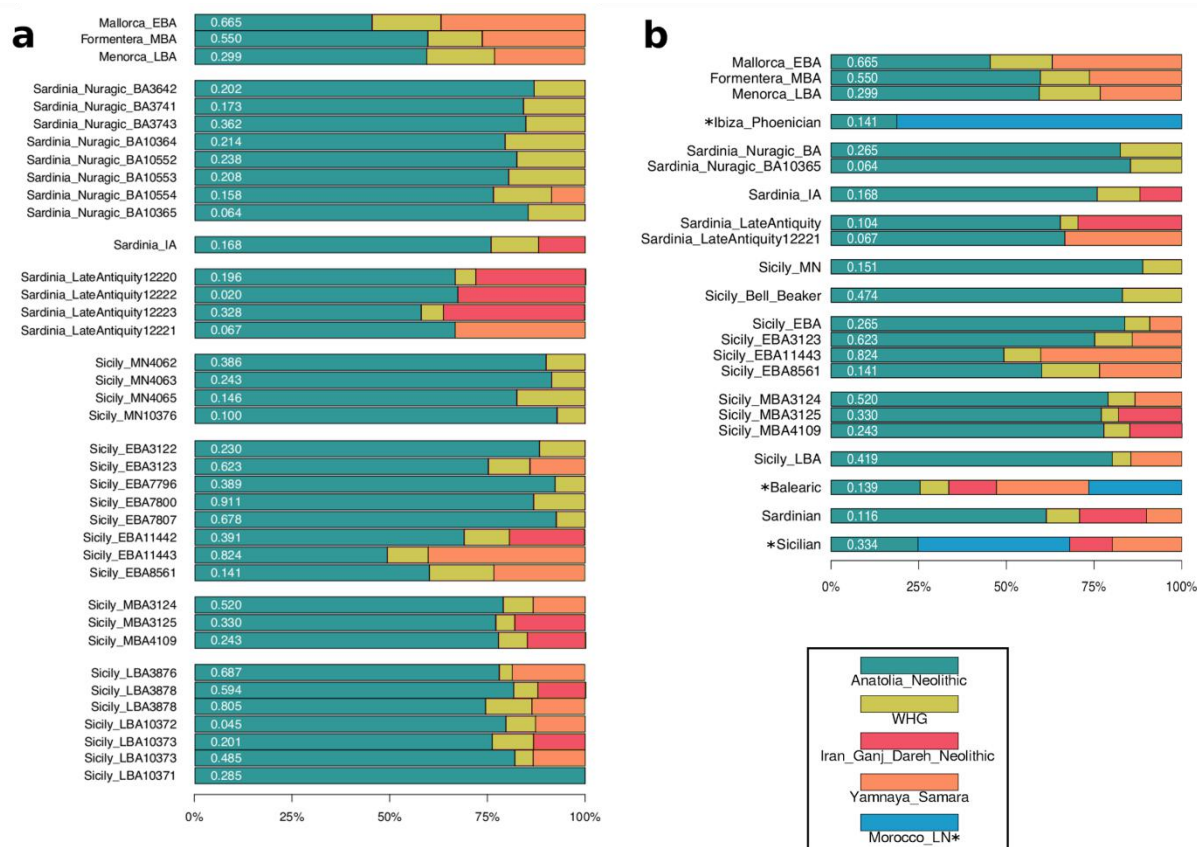 a
Mallorca_EBA 0.665
Formentera_MBA 0.550
Menorca_LBA 0.299
Sardinia_Nuragic_BA3642 0.202
Sardinia_Nuragic_BA3741 0.173
Sardinia_Nuragic_BA3743 0.362
Sardinia_Nuragic_BA10364 0.214
Sardinia_Nuragic_BA10552 0.238
Sardinia_Nuragic_BA10553 0.208
Sardinia_Nuragic_BA10554 0.158
Sardinia_Nuragic_BA10365 0.064
Sardinia_IA 0.168
Sardinia_LateAntiquity12220 0.196
Sardinia_LateAntiquity12222 0.020
Sardinia_LateAntiquity12223 0.328
Sardinia_LateAntiquity12221 0.067
Sicily_MN4062 0.386
Sicily_MN4063 0.243
Sicily_MN4065 0.146
Sicily_MN10376 0.100
Sicily_EBA3122 0.230
Sicily_EBA3123 0.623
Sicily_EBA7796 0.389
Sicily_EBA7800 0.911
Sicily_EBA7807 0.678
Sicily_EBA11442 0.391
Sicily_EBA11443 0.824
Sicily_EBA8561 0.141
Sicily_MBA3124 0.520
Sicily_MBA3125 0.330
Sicily_MBA4109 0.243
Sicily_LBA3876 0.687
Sicily_LBA3878 0.594
Sicily_LBA3878 0.805
Sicily_LBA10372 0.045
Sicily_LBA10373 0.201
Sicily_LBA10373 0.485
Sicily_LBA10371 0.285
0% 25% 50% 75% 100%
b
Mallorca_EBA 0.665
Formentera_MBA 0.550
Menorca_LBA 0.299
*Ibiza_Phoenician 0.141
Sardinia_Nuragic_BA 0.265
Sardinia_Nuragic_BA10365 0.064
Sardinia_IA 0.168
Sardinia_LateAntiquity 0.104
Sardinia_LateAntiquity12221 0.067
Sicily_MN 0.151
Sicily_Bell_Beaker 0.474
Sicily_EBA 0.265
Sicily_EBA3123 0.623
Sicily_EBA11443 0.824
Sicily_EBA8561 0.141
Sicily_MBA3124 0.520
Sicily_MBA3125 0.330
Sicily_MBA4109 0.243
Sicily_LBA 0.419
*Balearic 0.139
Sardinian 0.116
*Sicilian 0.334
0% 25% 50% 75% 100%
Anatolia_Neolithic
WHG
Iran_Ganj_Dareh_Neolithic
Yamnaya_Samara
Morocco_LN*